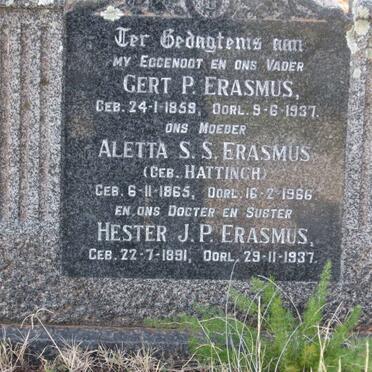 Ter Gedagtenis aan
MY EGGENOOT EN ONS VADER
GERT P. ERASMUS,
GEB. 24-1-1859, OORL. 9-6-1937.
ONS MOEDER
ALETTA S. S. ERASMUS
(GEB. HATTINGH)
GEB. 6-11-1865, OORL. 16-2-1966
EN ONS DOGTER EN SUSTER
HESTER J. P. ERASMUS,
GEB. 22-7-1891, OORL. 29-11-1937.